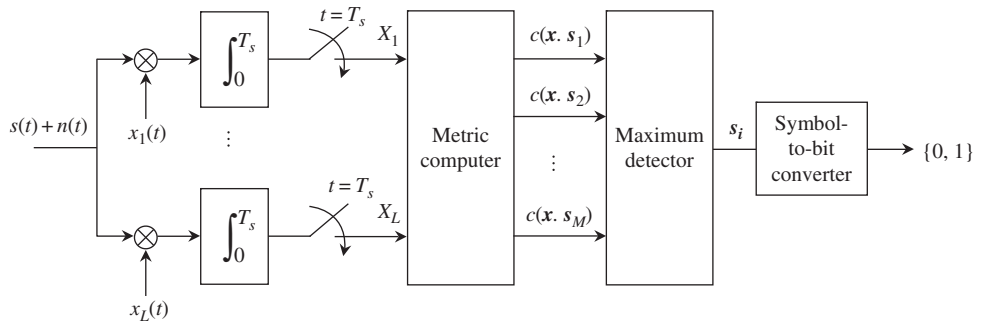 t = T_s
X_1
∫_0^{T_s}
s(t) + n(t)
x_1(t)
⋮
Metric
computer
c(x. s_1)
c(x. s_2)
⋮
c(x. s_M)
Maximum
detector
s_i
Symbol-
to-bit
converter
{0, 1}
t = T_s
X_L
∫_0^{T_s}
x_L(t)